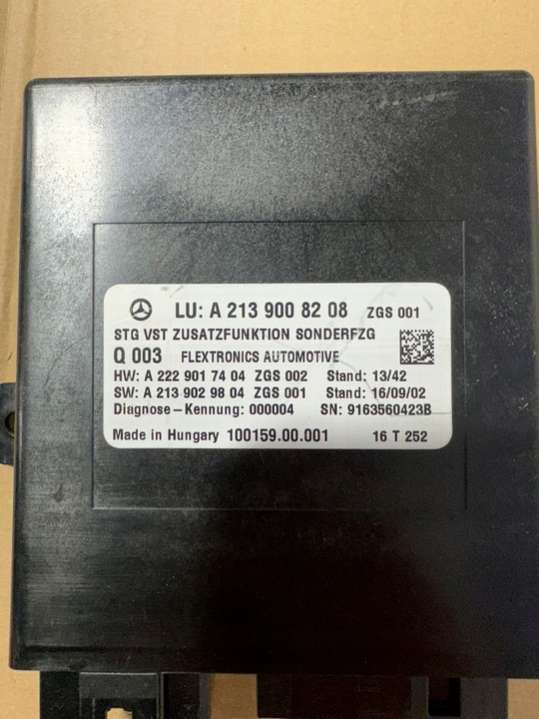 LU: A 213 900 82 08 ZGS 001
STG VST ZUSATZFUNKTION SONDERFZG
Q 003 FLEXTRONICS AUTOMOTIVE
HW: A 222 901 74 04 ZGS 002 Stand: 13/42
SW: A 213 902 98 04 ZGS 001 Stand: 16/09/02
Diagnose-Kennung: 000004 SN: 9163560423B
Made in Hungary 100159.00.001 16 T 252